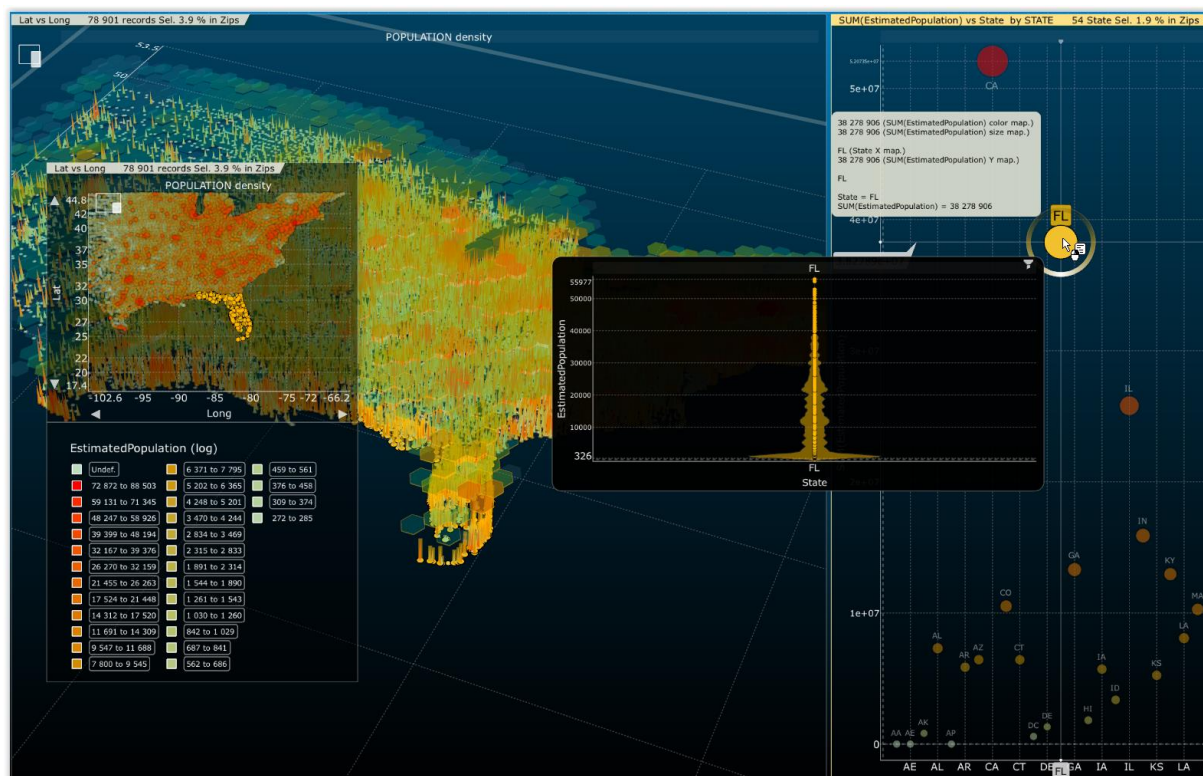 Lat vs Long 78 901 records Sel. 3.9 % in Zips
POPULATION density
53.5
50
Lat vs Long 78 901 records Sel. 3.9 % in Zips
POPULATION density
44.8
42
40
37
35
32
30
27
25
22
20
17.4
Lat
-102.6 -95 -90 -85 -80 -75 -72 -66.2
Long
EstimatedPopulation (log)
Undef.
72 872 to 88 503
59 131 to 71 345
48 247 to 58 926
39 399 to 48 194
32 167 to 39 376
26 270 to 32 159
21 455 to 26 263
17 524 to 21 448
14 312 to 17 520
11 691 to 14 309
9 547 to 11 688
7 800 to 9 545
6 371 to 7 795
5 202 to 6 365
4 248 to 5 201
3 470 to 4 244
2 834 to 3 469
2 315 to 2 833
1 891 to 2 314
1 544 to 1 890
1 261 to 1 543
1 030 to 1 260
842 to 1 029
687 to 841
562 to 686
459 to 561
376 to 458
309 to 374
272 to 285
SUM(EstimatedPopulation) vs State by STATE 54 State Sel. 1.9 % in Zips
5e+07
CA
38 278 906 (SUM(EstimatedPopulation) color map.)
38 278 906 (SUM(EstimatedPopulation) size map.)
FL (State X map.)
38 278 906 (SUM(EstimatedPopulation) Y map.)
FL
State = FL
SUM(EstimatedPopulation) = 38 278 906
4e+07
FL
FL
55977
50000
40000
30000
20000
10000
326
EstimatedPopulation
FL
State
IL
IN
GA
KY
CO
MA
LA
AL
AR
AZ
CT
IA
KS
ID
HI
DE
DC
AK
AA
AE
AP
1e+07
0
AE AL AR CA CT DE GA IA IL KS LA
FL